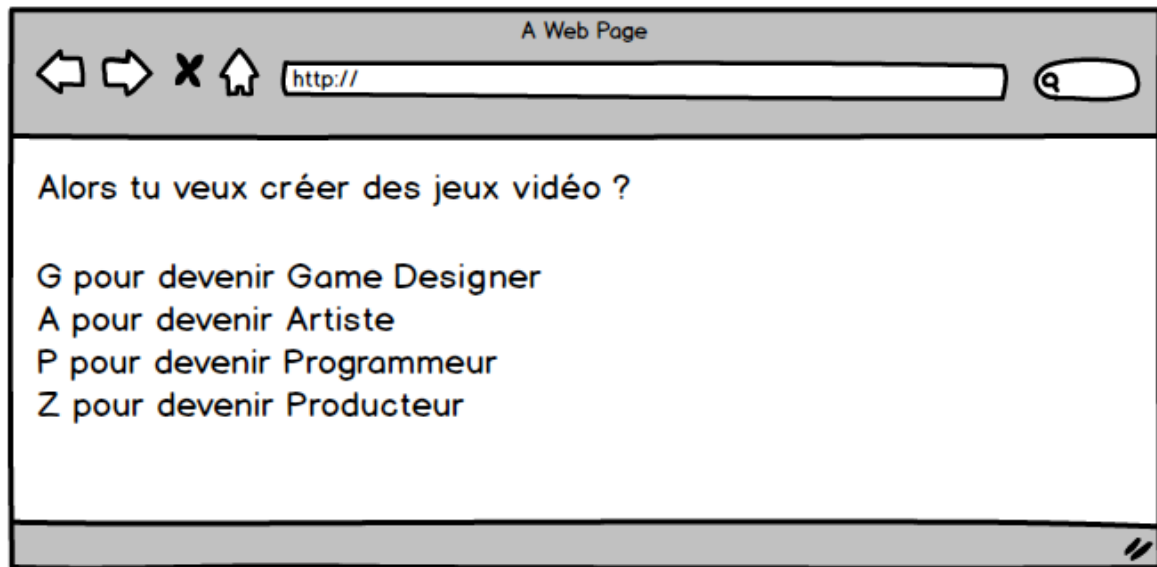 A Web Page
http://
Alors tu veux créer des jeux vidéo ?
G pour devenir Game Designer
A pour devenir Artiste
P pour devenir Programmeur
Z pour devenir Producteur